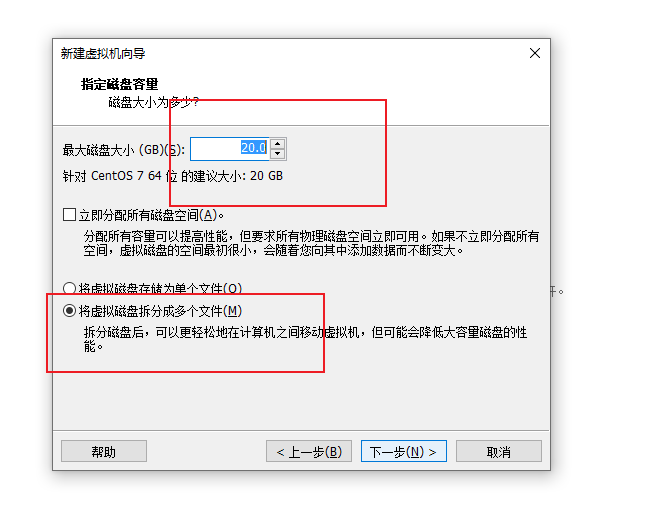 新建虚拟机向导
指定磁盘容量
磁盘大小为多少?
最大磁盘大小 (GB)(S): 20.0
针对 CentOS 7 64 位 的建议大小: 20 GB
立即分配所有磁盘空间(A)。
分配所有容量可以提高性能，但要求所有物理磁盘空间立即可用。如果不立即分配所有
空间，虚拟磁盘的空间最初很小，会随着您向其中添加数据而不断变大。
将虚拟磁盘存储为单个文件(O)
将虚拟磁盘拆分成多个文件(M)
拆分磁盘后，可以更轻松地在计算机之间移动虚拟机，但可能会降低大容量磁盘的性
能。
帮助 < 上一步(B) 下一步(N) > 取消